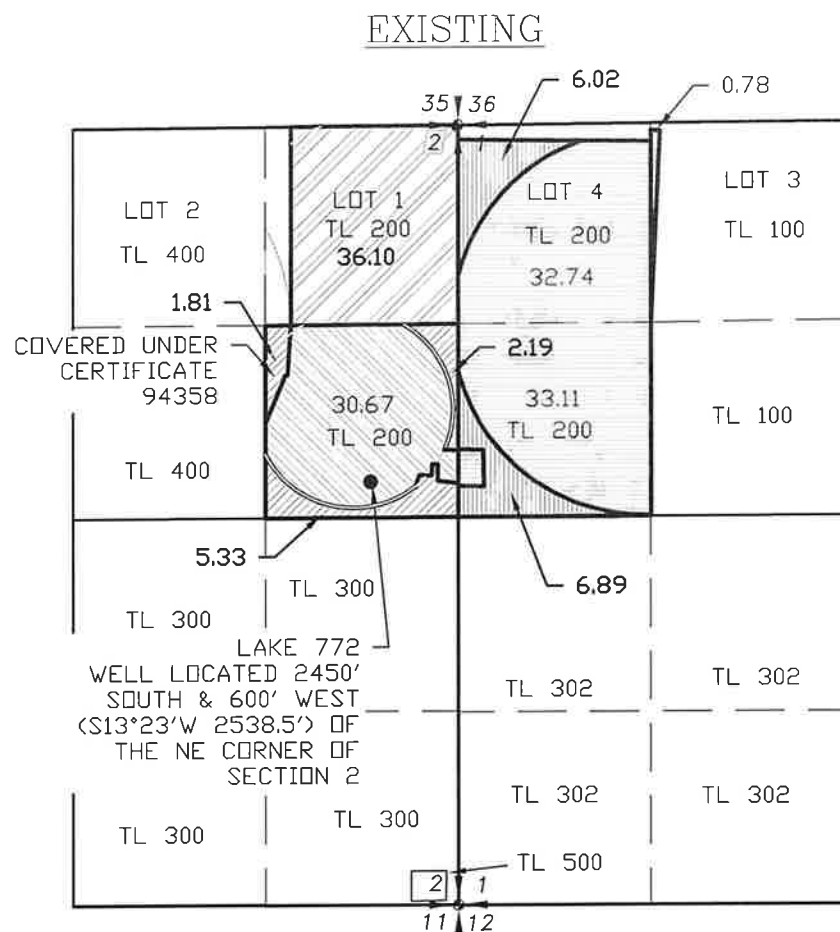 EXISTING
6.02
0.78
35 36
2 1
LOT 2
TL 400
LOT 1
TL 200
36.10
LOT 4
TL 200
32.74
LOT 3
TL 100
1.81
COVERED UNDER
CERTIFICATE
94358
2.19
30.67
TL 200
33.11
TL 200
TL 100
TL 400
5.33
6.89
TL 300
TL 300
LAKE 772
WELL LOCATED 2450'
SOUTH & 600' WEST
(S13°23'W 2538.5') OF
THE NE CORNER OF
SECTION 2
TL 302
TL 302
TL 300
TL 300
TL 302
TL 302
TL 500
2 1
11 12